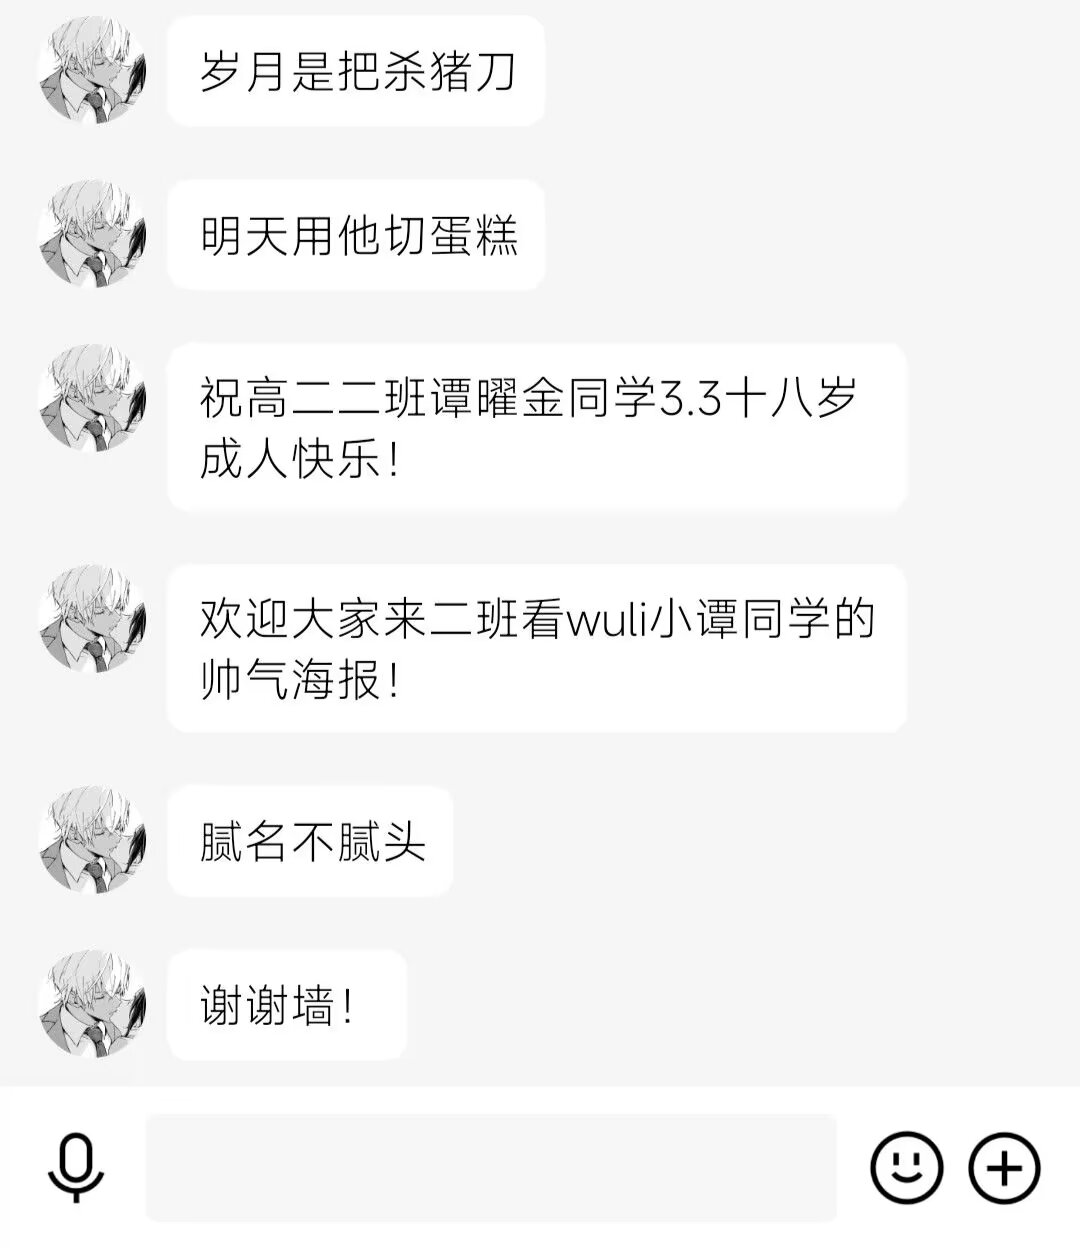 岁月是把杀猪刀
明天用他切蛋糕
祝高二二班谭曜金同学3.3十八岁
成人快乐！
欢迎大家来二班看wuli小谭同学的
帅气海报！
腻名不腻头
谢谢墙！